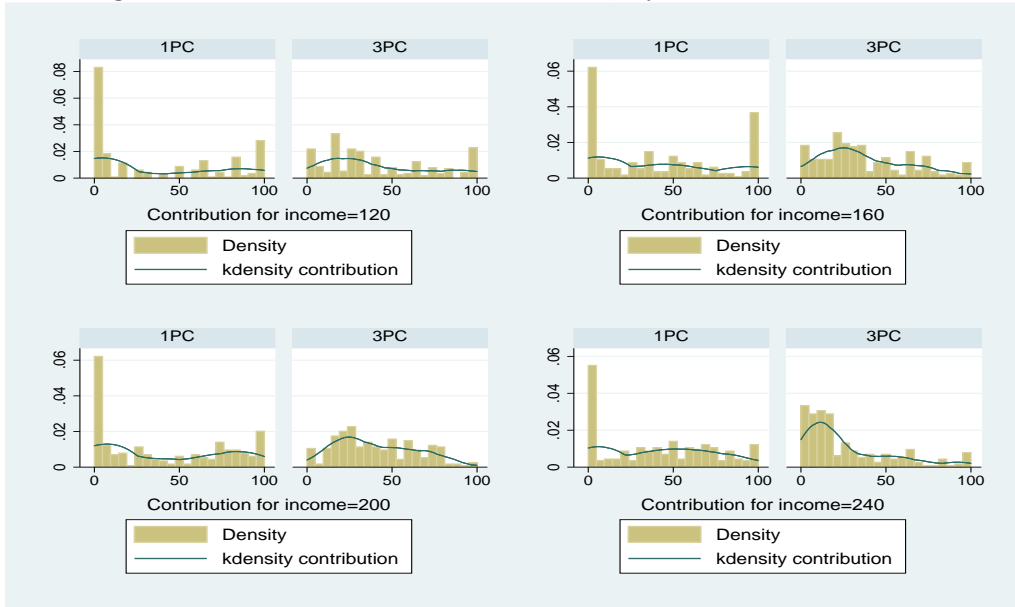 1PC 3PC
0 .02 .04 .06 .08
0 50 100 0 50 100
Contribution for income=120
Density
kdensity contribution
1PC 3PC
0 .02 .04 .06
0 50 100 0 50 100
Contribution for income=160
Density
kdensity contribution
1PC 3PC
0 .02 .04 .06
0 50 100 0 50 100
Contribution for income=200
Density
kdensity contribution
1PC 3PC
0 .02 .04 .06
0 50 100 0 50 100
Contribution for income=240
Density
kdensity contribution